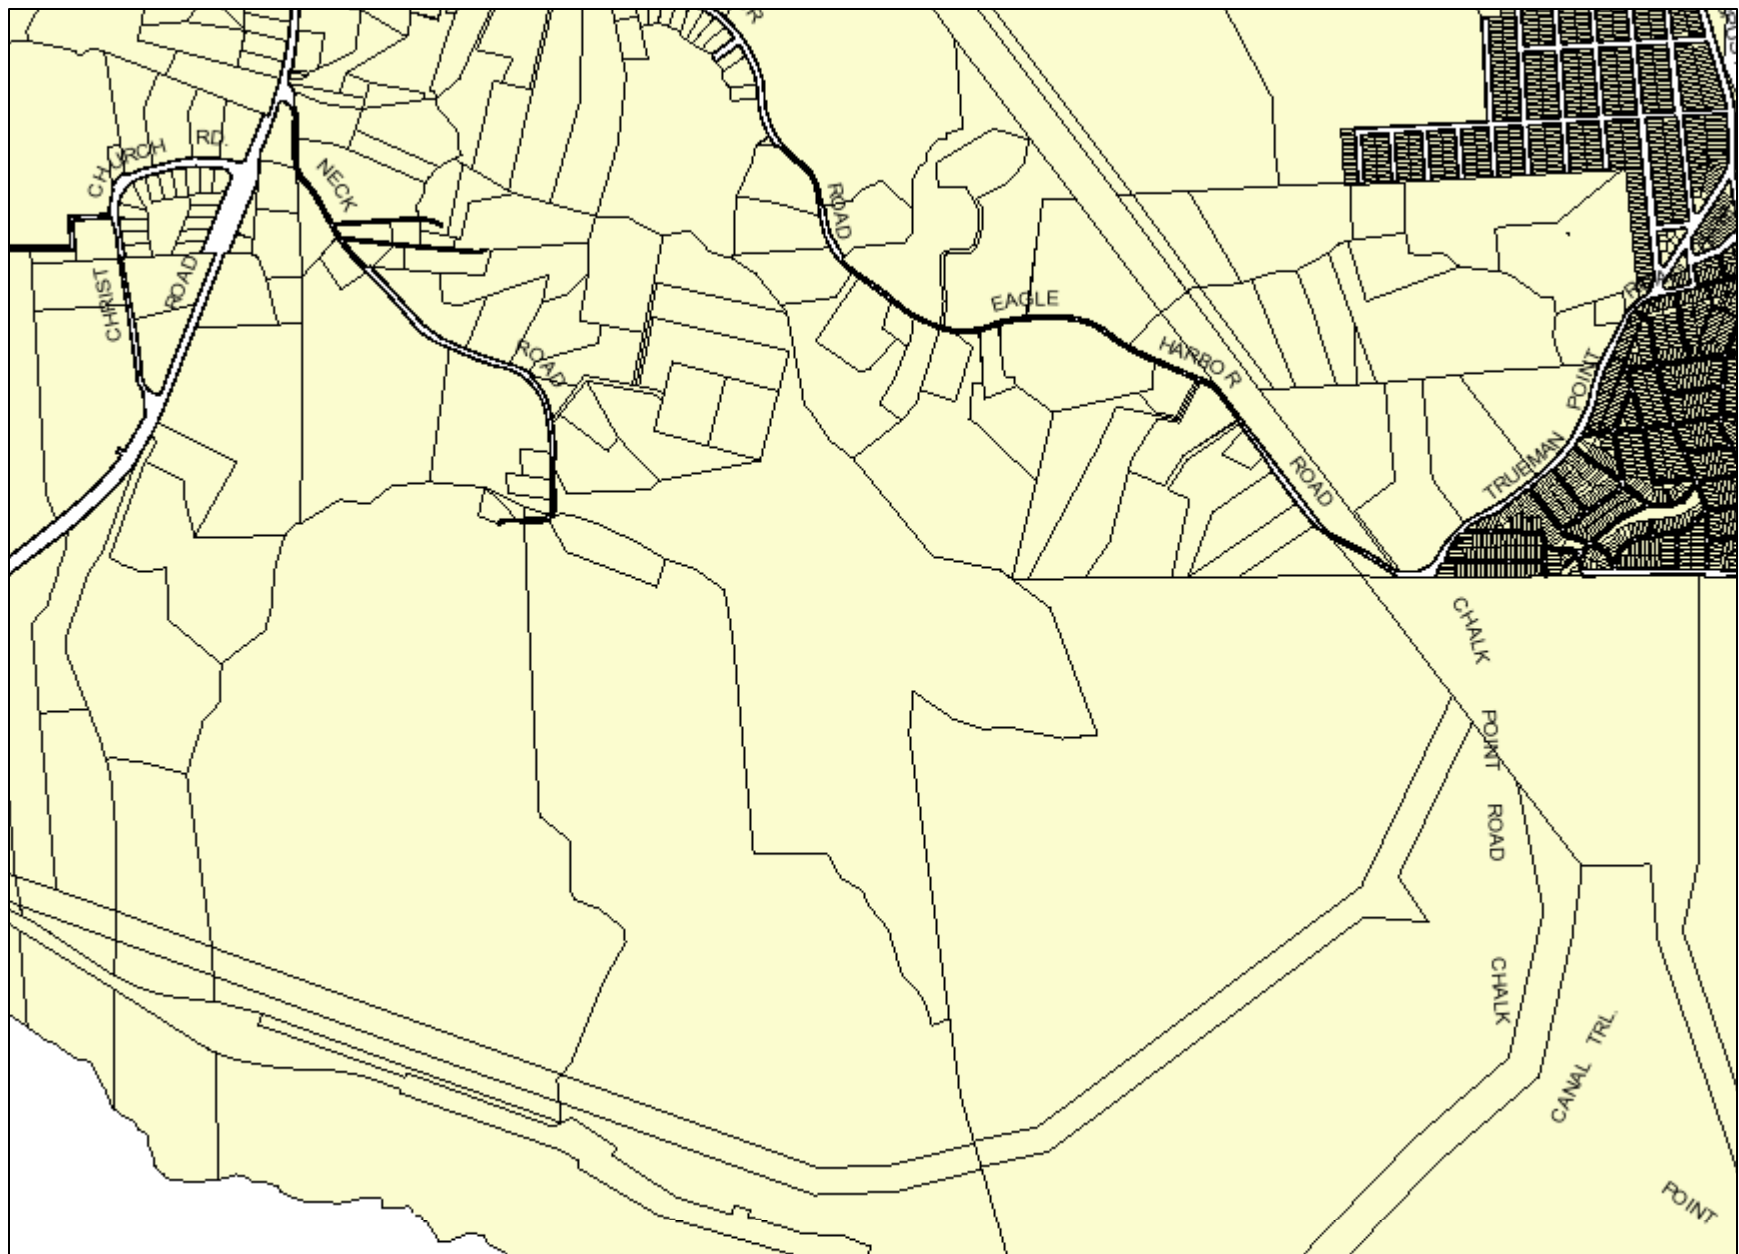 R
CHURCH RD.
NECK
ROAD
CHRIST
ROAD
ROAD
EAGLE
HARBOR
ROAD
TRUEMAN
POINT
CHALK
POINT
ROAD
CHALK
CANAL TRL.
POINT